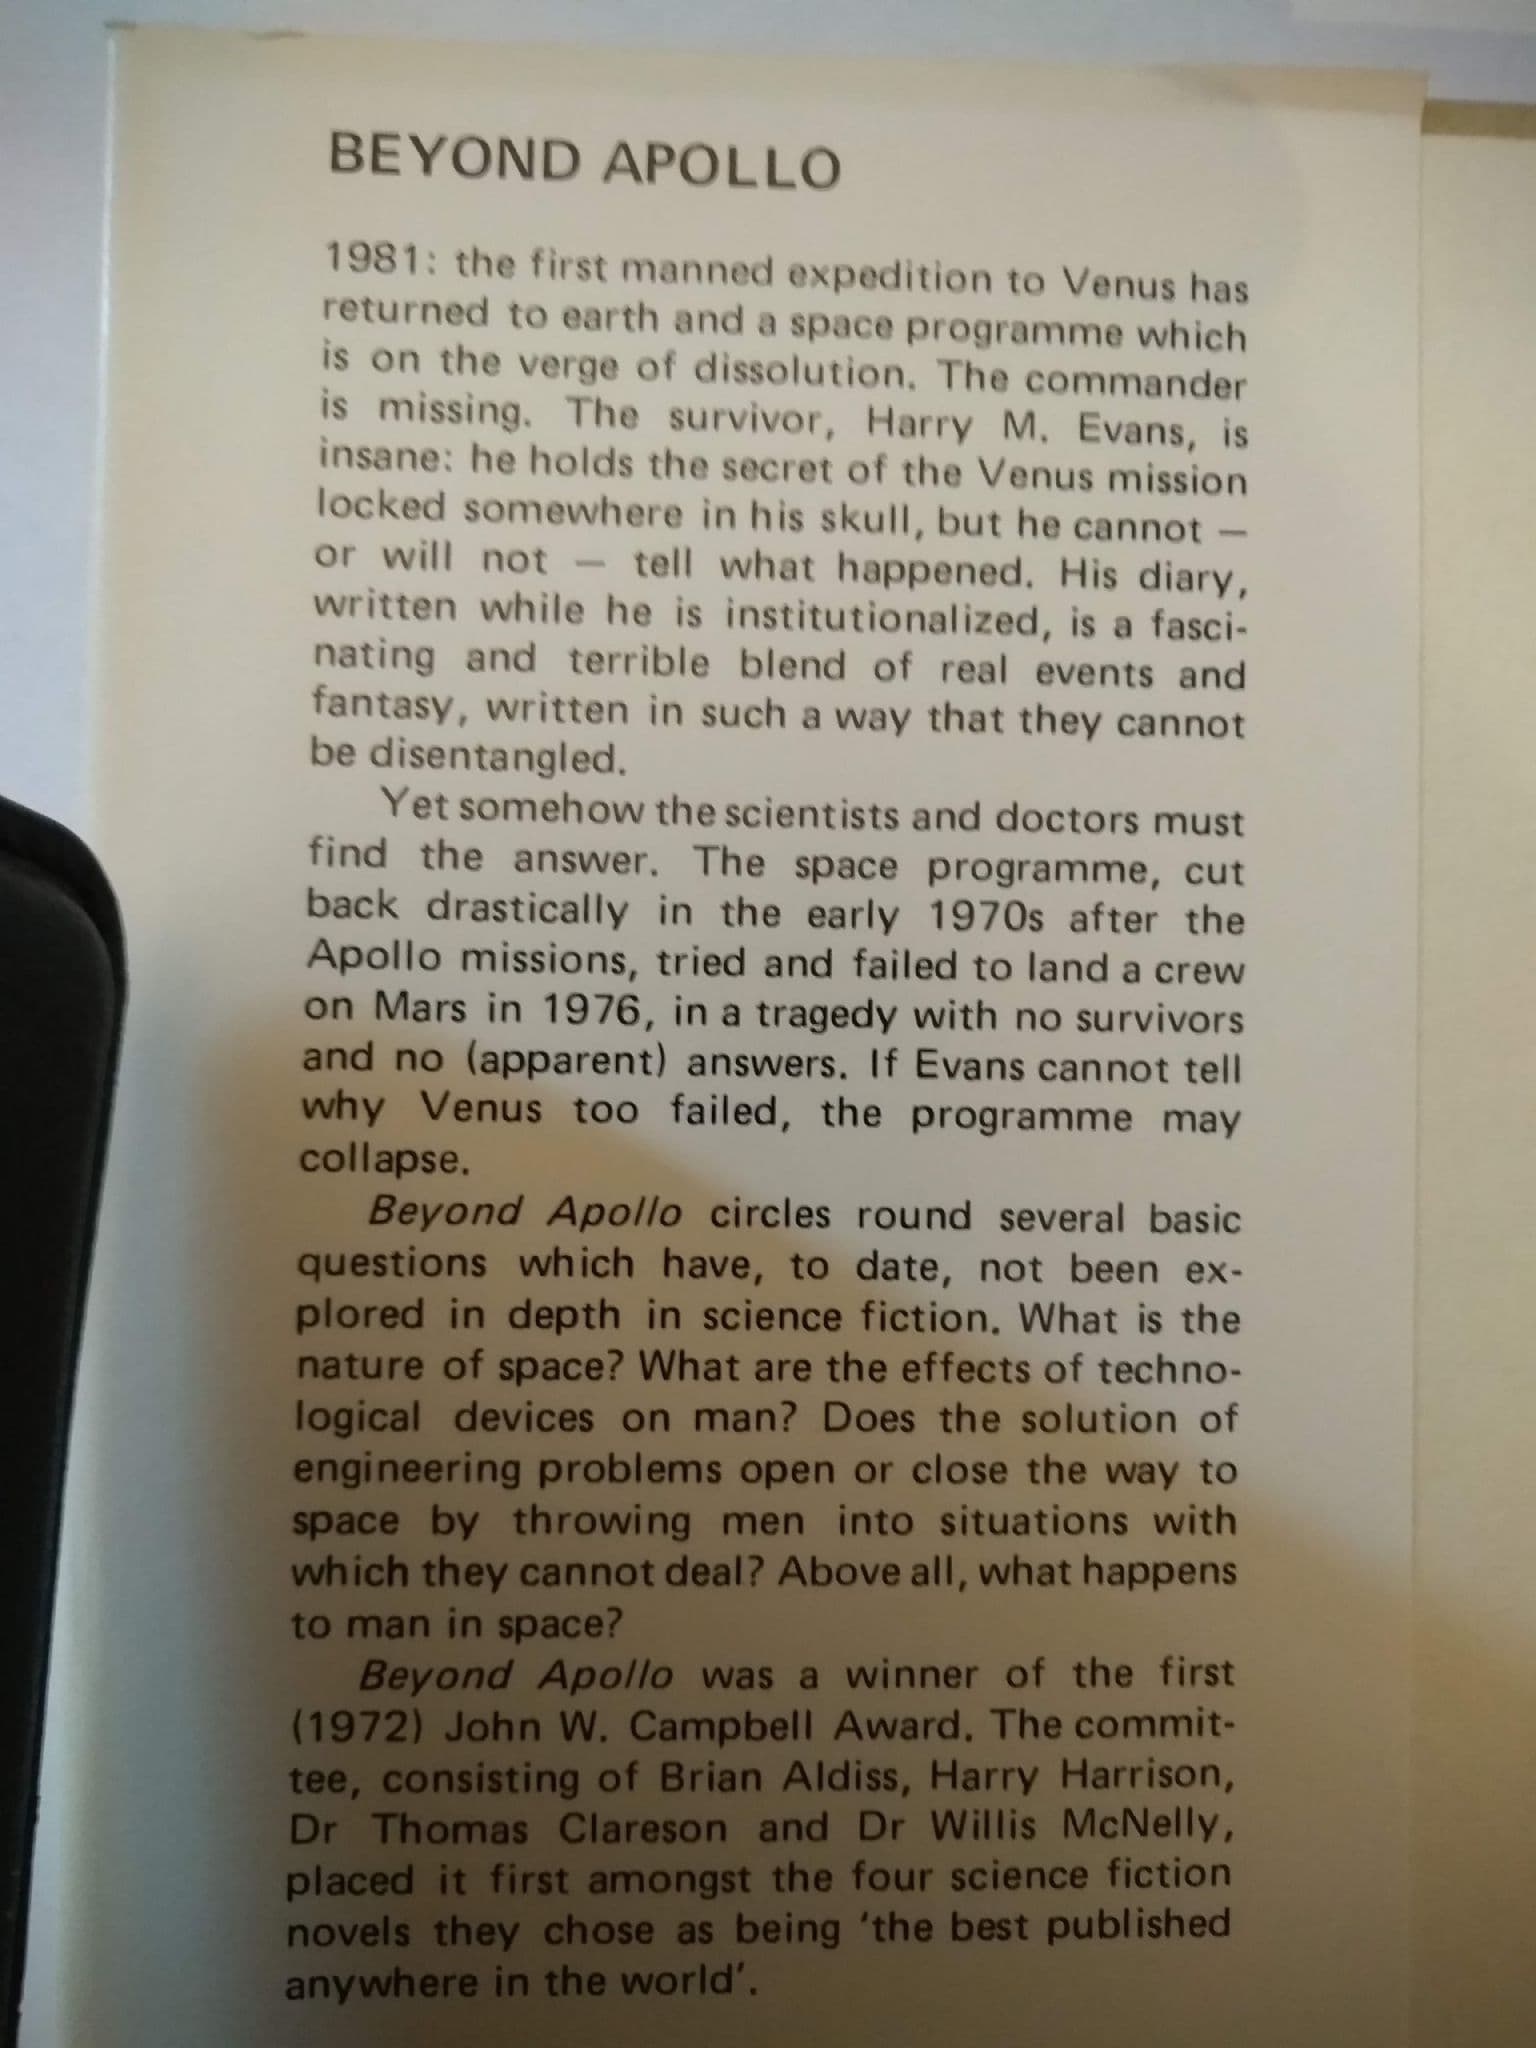 BEYOND APOLLO
1981: the first manned expedition to Venus has
returned to earth and a space programme which
is on the verge of dissolution. The commander
is missing. The survivor, Harry M. Evans, is
insane: he holds the secret of the Venus mission
locked somewhere in his skull, but he cannot —
or will not — tell what happened. His diary,
written while he is institutionalized, is a fasci-
nating and terrible blend of real events and
fantasy, written in such a way that they cannot
be disentangled.
Yet somehow the scientists and doctors must
find the answer. The space programme, cut
back drastically in the early 1970s after the
Apollo missions, tried and failed to land a crew
on Mars in 1976, in a tragedy with no survivors
and no (apparent) answers. If Evans cannot tell
why Venus too failed, the programme may
collapse.
Beyond Apollo circles round several basic
questions which have, to date, not been ex-
plored in depth in science fiction. What is the
nature of space? What are the effects of techno-
logical devices on man? Does the solution of
engineering problems open or close the way to
space by throwing men into situations with
which they cannot deal? Above all, what happens
to man in space?
Beyond Apollo was a winner of the first
(1972) John W. Campbell Award. The commit-
tee, consisting of Brian Aldiss, Harry Harrison,
Dr Thomas Clareson and Dr Willis McNelly,
placed it first amongst the four science fiction
novels they chose as being 'the best published
anywhere in the world'.